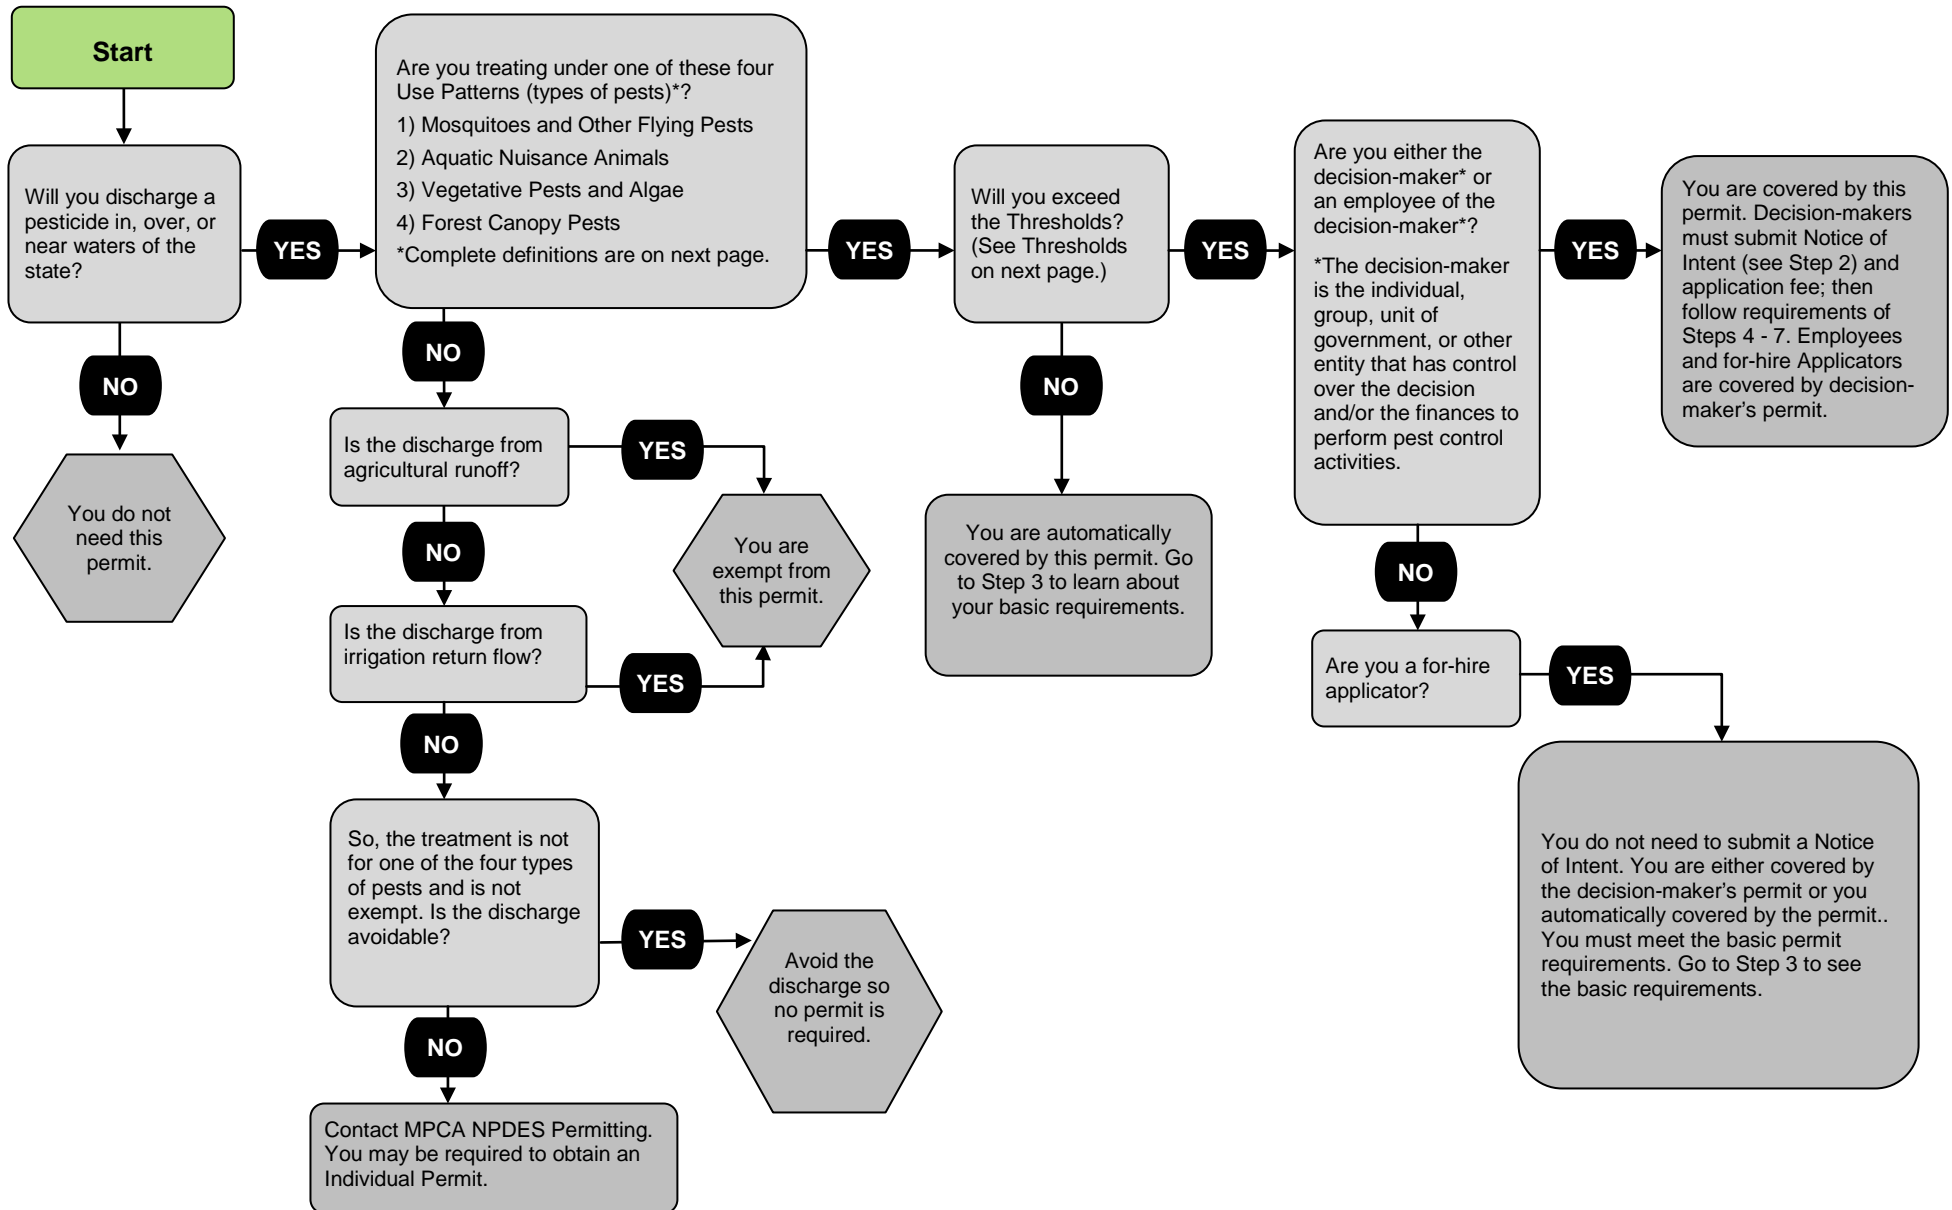 Start
Will you discharge a
pesticide in, over, or
near waters of the
state?
YES
NO
You do not
need this
permit.
Are you treating under one of these four
Use Patterns (types of pests)*?
1) Mosquitoes and Other Flying Pests
2) Aquatic Nuisance Animals
3) Vegetative Pests and Algae
4) Forest Canopy Pests
*Complete definitions are on next page.
YES
NO
Is the discharge from
agricultural runoff?
YES
NO
You are
exempt from
this permit.
Is the discharge from
irrigation return flow?
YES
NO
So, the treatment is not
for one of the four types
of pests and is not
exempt. Is the discharge
avoidable?
YES
Avoid the
discharge so
no permit is
required.
NO
Contact MPCA NPDES Permitting.
You may be required to obtain an
Individual Permit.
Will you exceed
the Thresholds?
(See Thresholds
on next page.)
YES
NO
You are automatically
covered by this permit. Go
to Step 3 to learn about
your basic requirements.
Are you either the
decision-maker* or
an employee of the
decision-maker*?
*The decision-maker
is the individual,
group, unit of
government, or other
entity that has control
over the decision
and/or the finances to
perform pest control
activities.
YES
You are covered by this
permit. Decision-makers
must submit Notice of
Intent (see Step 2) and
application fee; then
follow requirements of
Steps 4 - 7. Employees
and for-hire Applicators
are covered by decision-
maker's permit.
NO
Are you a for-hire
applicator?
YES
You do not need to submit a Notice
of Intent. You are either covered by
the decision-maker's permit or you
automatically covered by the permit..
You must meet the basic permit
requirements. Go to Step 3 to see
the basic requirements.